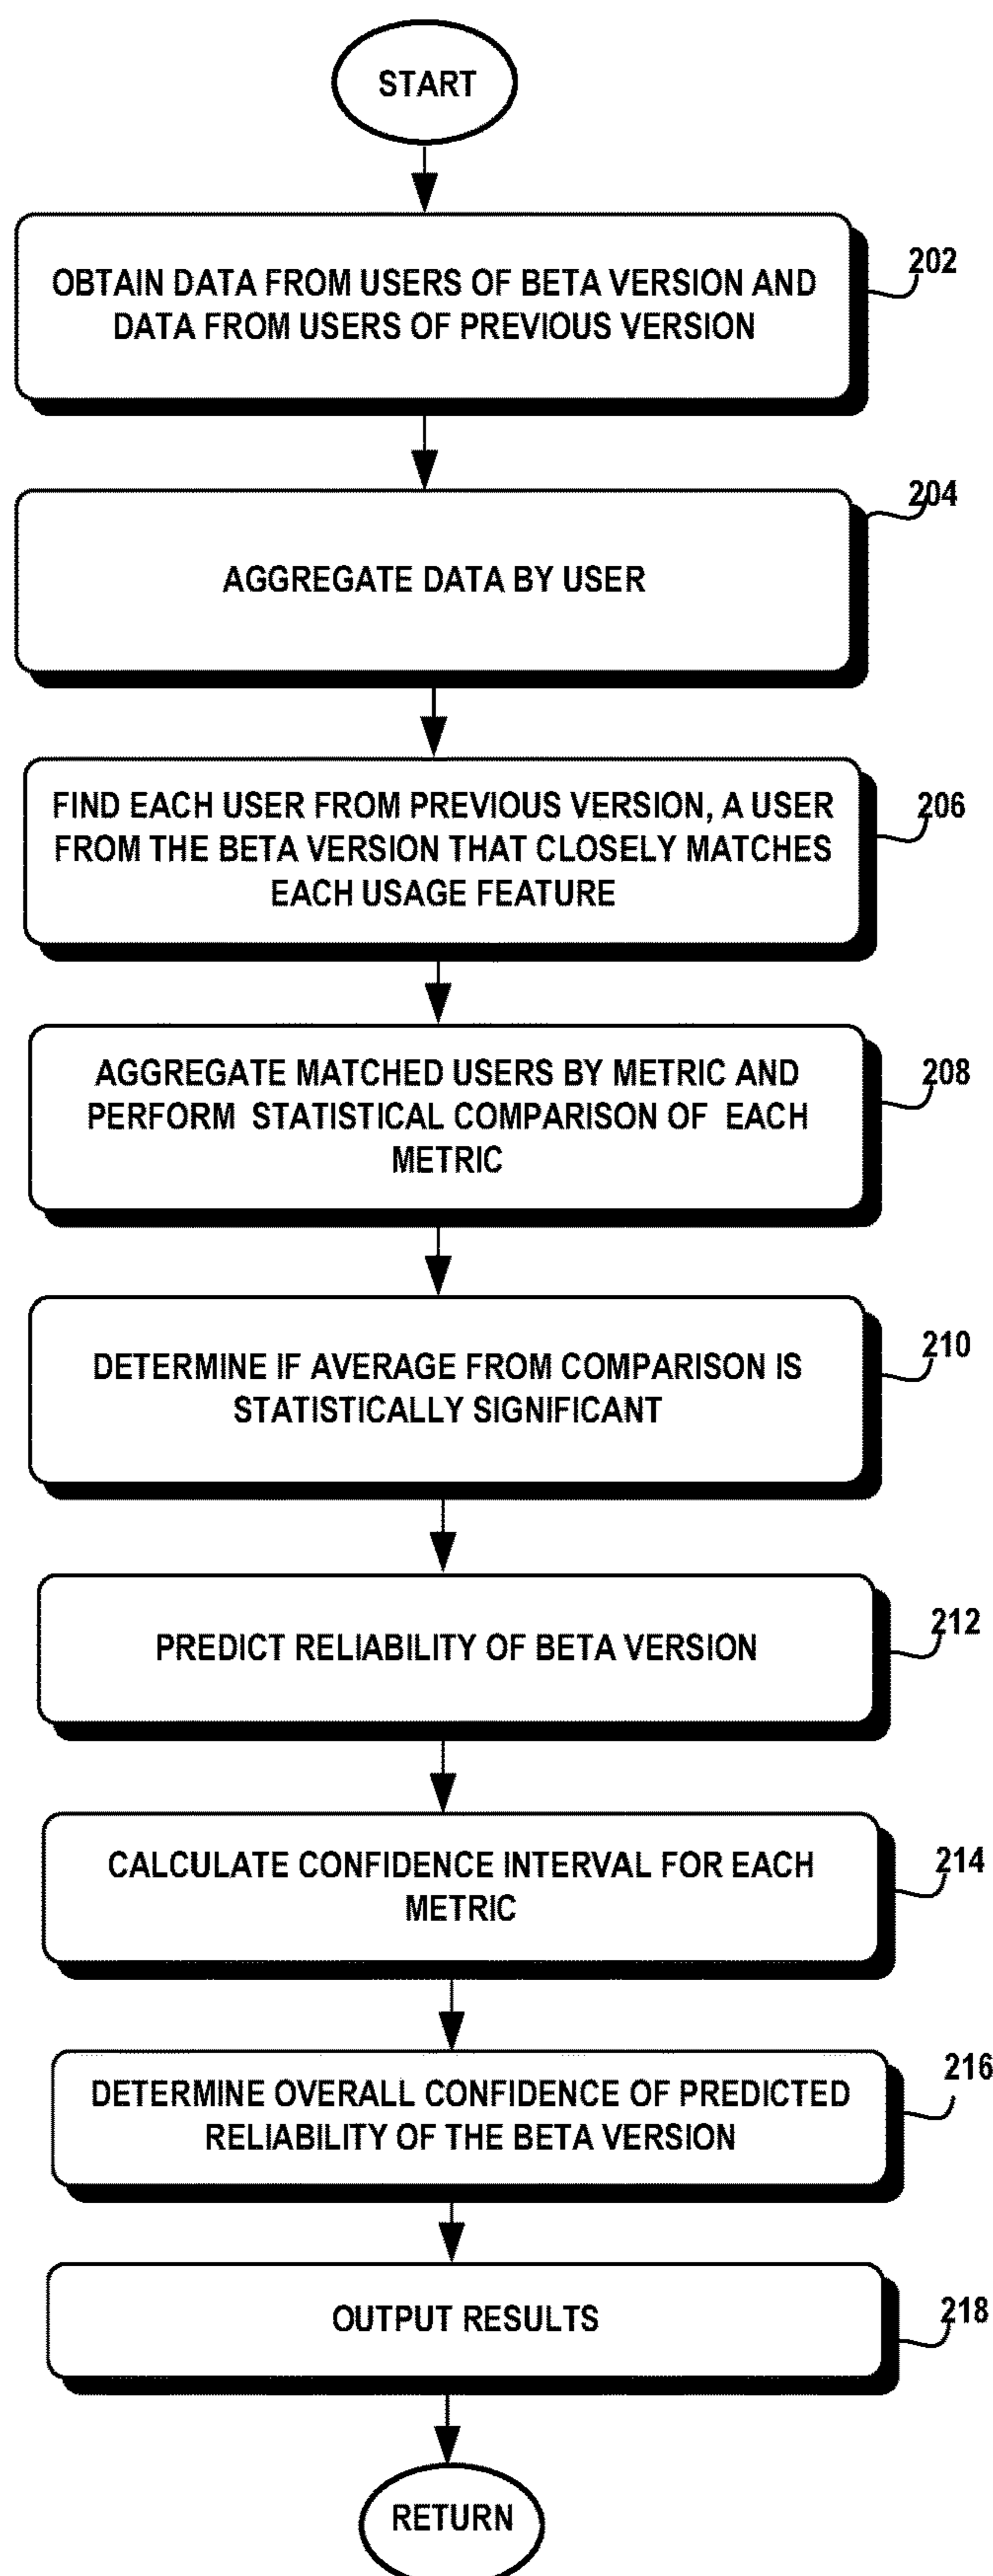 START
OBTAIN DATA FROM USERS OF BETA VERSION AND
DATA FROM USERS OF PREVIOUS VERSION
202
AGGREGATE DATA BY USER
204
FIND EACH USER FROM PREVIOUS VERSION, A USER
FROM THE BETA VERSION THAT CLOSELY MATCHES
EACH USAGE FEATURE
206
AGGREGATE MATCHED USERS BY METRIC AND
PERFORM STATISTICAL COMPARISON OF EACH
METRIC
208
DETERMINE IF AVERAGE FROM COMPARISON IS
STATISTICALLY SIGNIFICANT
210
PREDICT RELIABILITY OF BETA VERSION
212
CALCULATE CONFIDENCE INTERVAL FOR EACH
METRIC
214
DETERMINE OVERALL CONFIDENCE OF PREDICTED
RELIABILITY OF THE BETA VERSION
216
OUTPUT RESULTS
218
RETURN